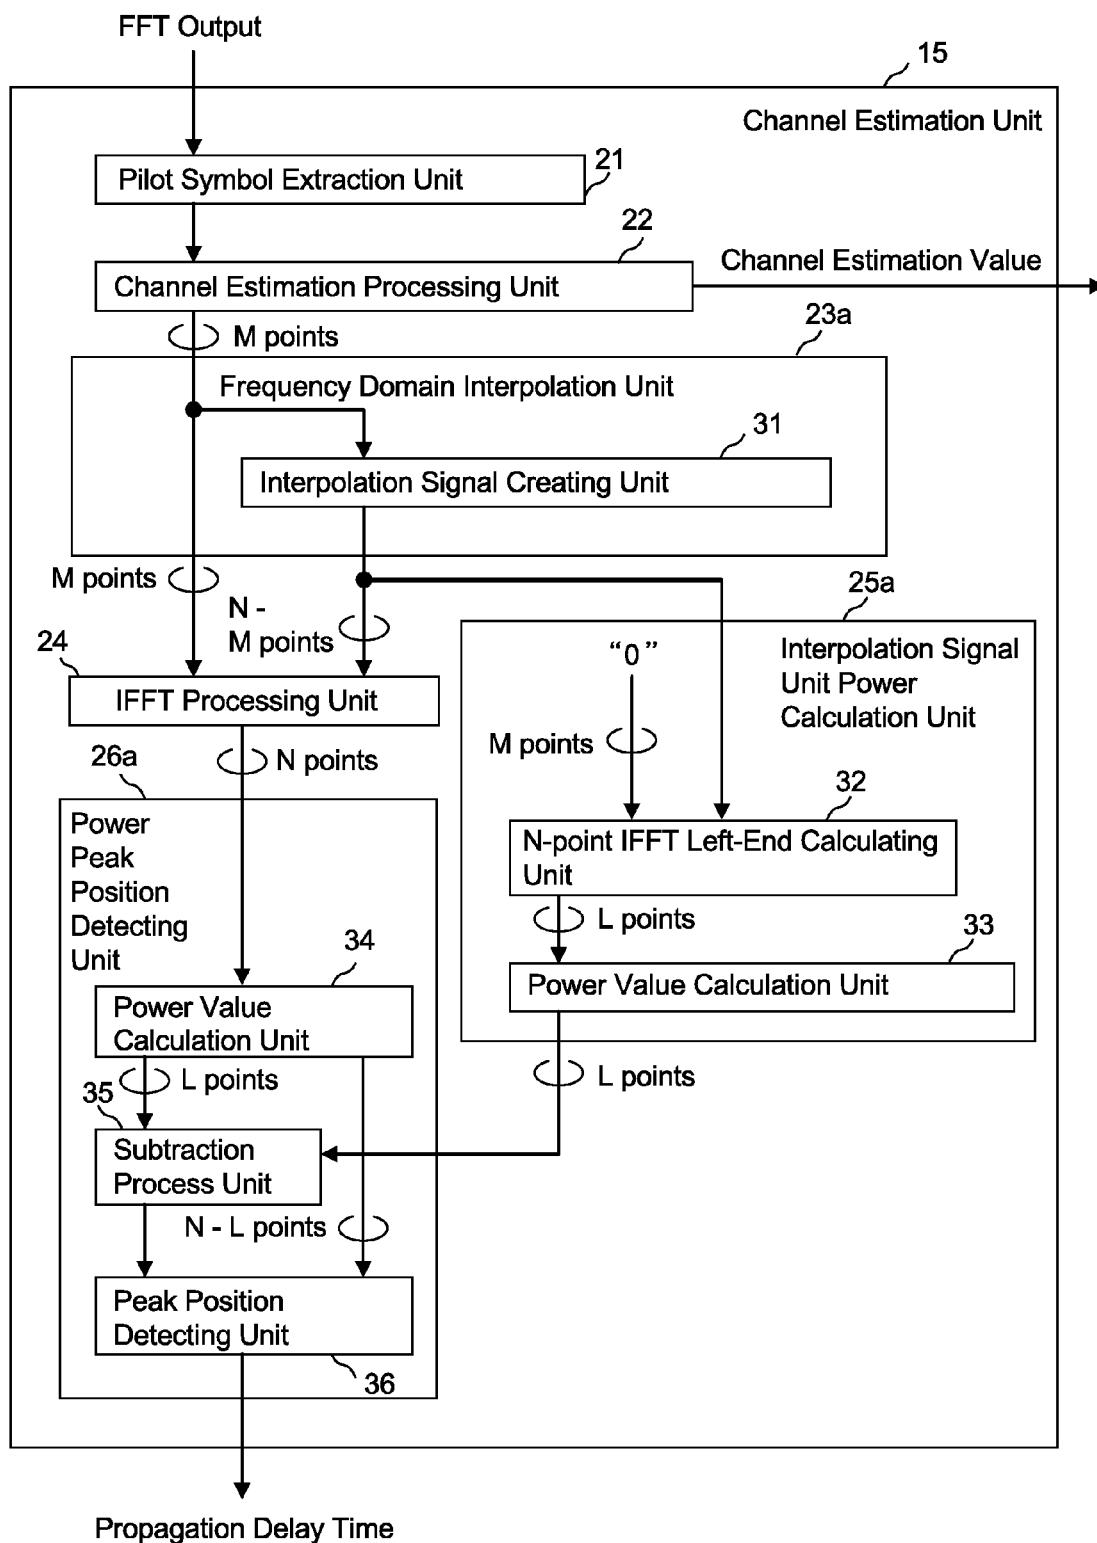 FFT Output
15
Channel Estimation Unit
Pilot Symbol Extraction Unit
21
22
Channel Estimation Processing Unit
Channel Estimation Value
M points
23a
Frequency Domain Interpolation Unit
31
Interpolation Signal Creating Unit
M points
N -
M points
25a
Interpolation Signal
Unit Power
Calculation Unit
"0"
24
IFFT Processing Unit
M points
N points
26a
32
Power
Peak
Position
Detecting
Unit
N-point IFFT Left-End Calculating
Unit
L points
33
Power Value Calculation Unit
34
Power Value
Calculation Unit
L points
L points
35
Subtraction
Process Unit
N - L points
Peak Position
Detecting Unit
36
Propagation Delay Time